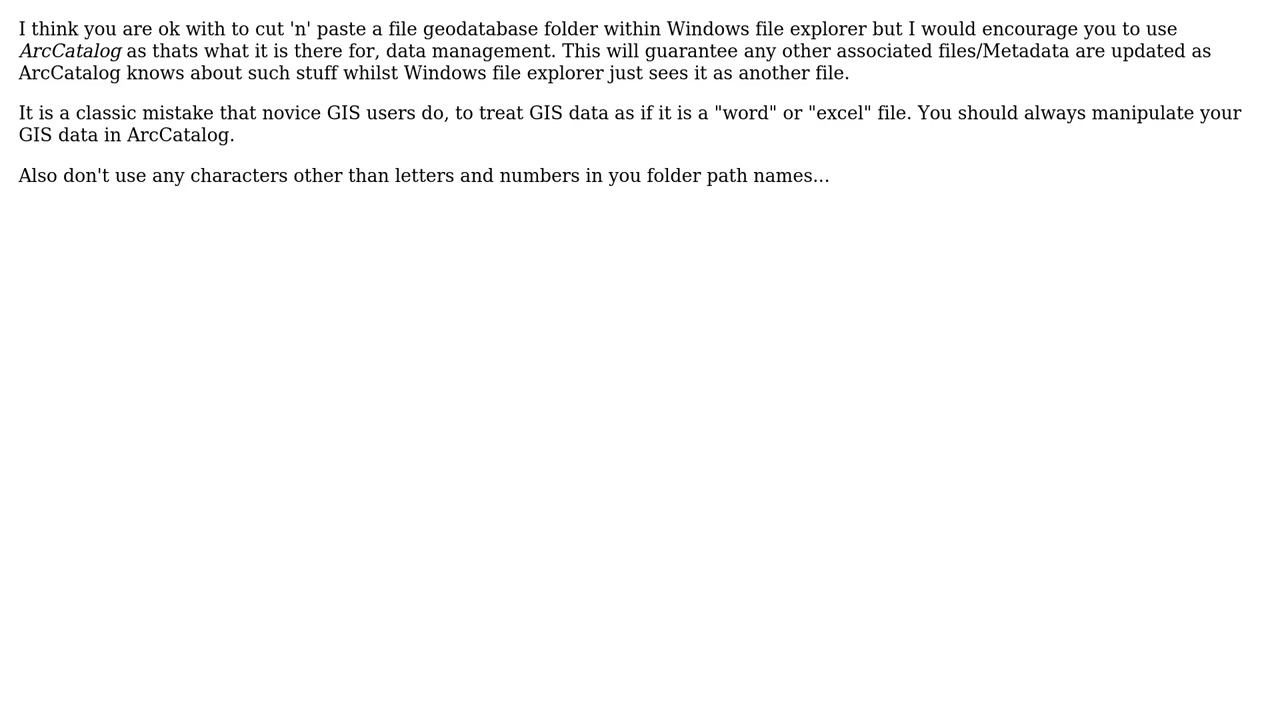 I think you are ok with to cut 'n' paste a file geodatabase folder within Windows file explorer but I would encourage you to use
ArcCatalog as thats what it is there for, data management. This will guarantee any other associated files/Metadata are updated as
ArcCatalog knows about such stuff whilst Windows file explorer just sees it as another file.
It is a classic mistake that novice GIS users do, to treat GIS data as if it is a "word" or "excel" file. You should always manipulate your
GIS data in ArcCatalog.
Also don't use any characters other than letters and numbers in you folder path names...